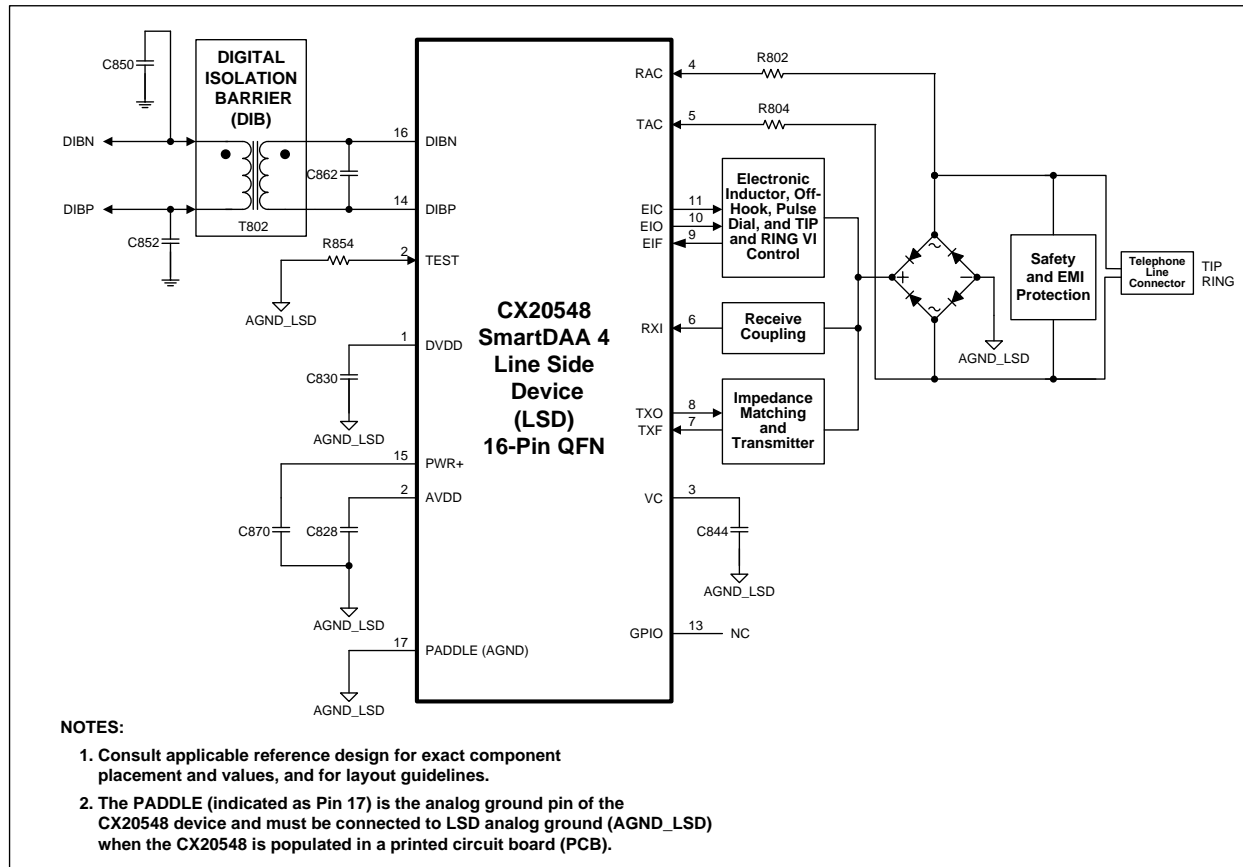 C850
DIGITAL
ISOLATION
BARRIER
(DIB)
DIBN
DIBP
C852
T802
C862
16
DIBN
14
DIBP
R854
2
TEST
AGND_LSD
1
DVDD
C830
AGND_LSD
15
PWR+
2
AVDD
C870
C828
AGND_LSD
17
PADDLE (AGND)
AGND_LSD
CX20548
SmartDAA 4
Line Side
Device
(LSD)
16-Pin QFN
RAC
4
R802
TAC
5
R804
EIC
11
EIO
10
EIF
9
Electronic
Inductor, Off-
Hook, Pulse
Dial, and TIP
and RING VI
Control
RXI
6
Receive
Coupling
TXO
8
TXF
7
Impedance
Matching
and
Transmitter
VC
3
C844
AGND_LSD
GPIO
13
NC
~
+
−
~
AGND_LSD
Safety
and EMI
Protection
Telephone
Line
Connector
TIP
RING
NOTES:
1. Consult applicable reference design for exact component
placement and values, and for layout guidelines.
2. The PADDLE (indicated as Pin 17) is the analog ground pin of the
CX20548 device and must be connected to LSD analog ground (AGND_LSD)
when the CX20548 is populated in a printed circuit board (PCB).